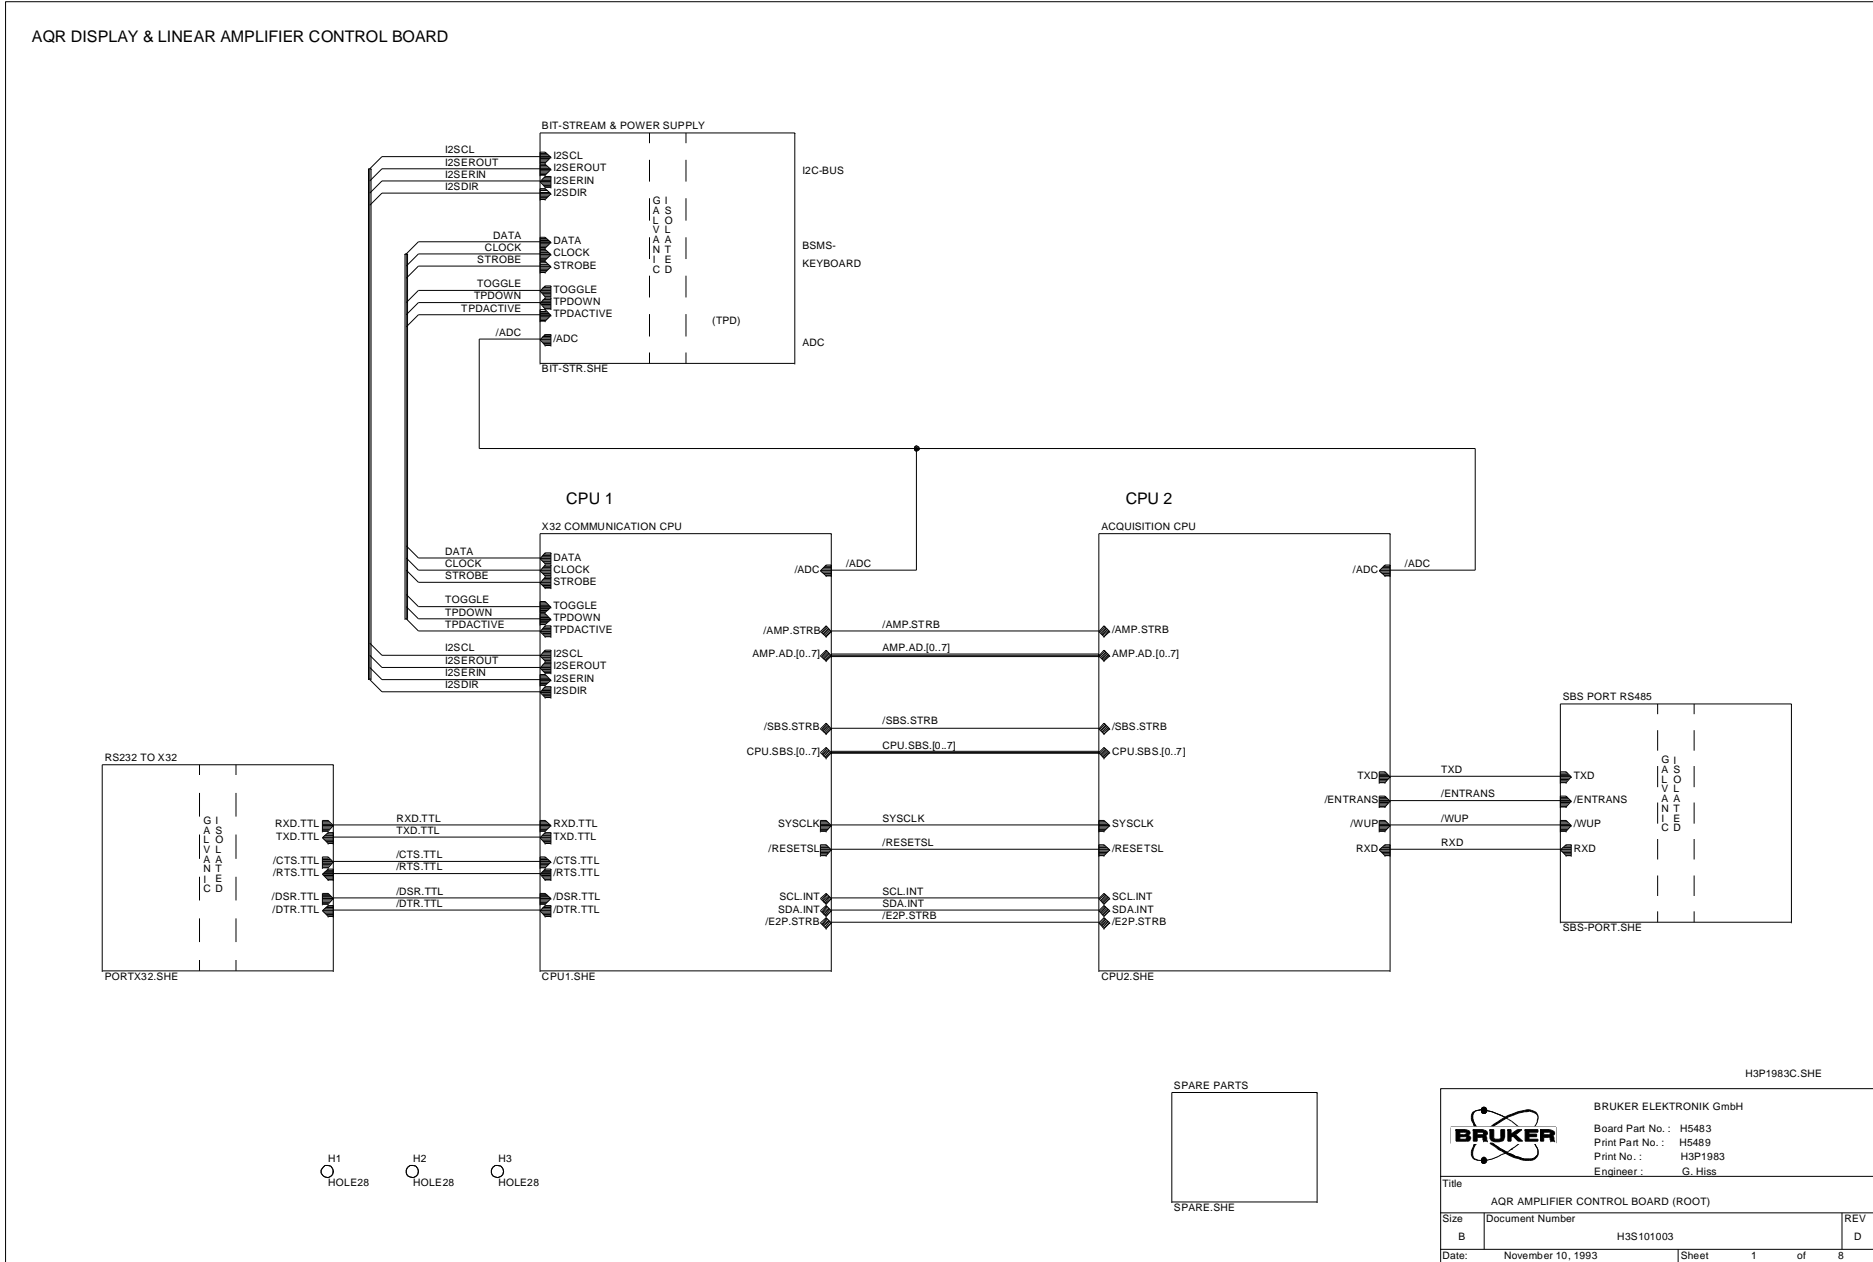 AQR DISPLAY & LINEAR AMPLIFIER CONTROL BOARD
BIT-STREAM & POWER SUPPLY
I2SCL
I2SEROUT
I2SERIN
I2SDIR
I2SCL
I2SEROUT
I2SERIN
I2SDIR
I2C-BUS
GALVANIC
ISOLATED
DATA
CLOCK
STROBE
DATA
CLOCK
STROBE
BSMS-
KEYBOARD
TOGGLE
TPDOWN
TPDACTIVE
TOGGLE
TPDOWN
TPDACTIVE
(TPD)
/ADC
/ADC
ADC
BIT-STR.SHE
CPU 1
X32 COMMUNICATION CPU
DATA
CLOCK
STROBE
DATA
CLOCK
STROBE
TOGGLE
TPDOWN
TPDACTIVE
TOGGLE
TPDOWN
TPDACTIVE
I2SCL
I2SEROUT
I2SERIN
I2SDIR
I2SCL
I2SEROUT
I2SERIN
I2SDIR
/ADC
/ADC
/AMP.STRB
/AMP.STRB
/AMP.STRB
AMP.AD.[0..7]
AMP.AD.[0..7]
AMP.AD.[0..7]
/SBS.STRB
/SBS.STRB
/SBS.STRB
CPU.SBS.[0..7]
CPU.SBS.[0..7]
CPU.SBS.[0..7]
SYSCLK
SYSCLK
SYSCLK
/RESETSL
/RESETSL
/RESETSL
SCL.INT
SDA.INT
/E2P.STRB
SCL.INT
SDA.INT
/E2P.STRB
SCL.INT
SDA.INT
/E2P.STRB
CPU1.SHE
CPU 2
ACQUISITION CPU
/ADC
/ADC
TXD
TXD
TXD
/ENTRANS
/ENTRANS
/ENTRANS
/WUP
/WUP
/WUP
RXD
RXD
RXD
CPU2.SHE
SBS PORT RS485
GALVANIC
ISOLATED
SBS-PORT.SHE
RS232 TO X32
GALVANIC
ISOLATED
RXD.TTL
TXD.TTL
RXD.TTL
TXD.TTL
RXD.TTL
TXD.TTL
/CTS.TTL
/RTS.TTL
/CTS.TTL
/RTS.TTL
/CTS.TTL
/RTS.TTL
/DSR.TTL
/DTR.TTL
/DSR.TTL
/DTR.TTL
/DSR.TTL
/DTR.TTL
PORTX32.SHE
H1
HOLE28
H2
HOLE28
H3
HOLE28
SPARE PARTS
SPARE.SHE
H3P1983C.SHE
BRUKER
BRUKER ELEKTRONIK GmbH
Board Part No. : H5483
Print Part No. : H5489
Print No. : H3P1983
Engineer : G. Hiss
Title
AQR AMPLIFIER CONTROL BOARD (ROOT)
Size Document Number REV
B H3S101003 D
Date: November 10, 1993 Sheet 1 of 8